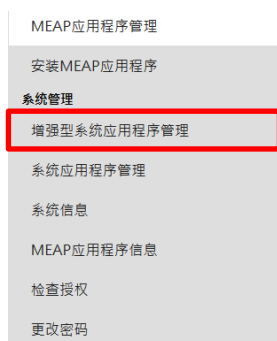 MEAP应用程序管理
安装MEAP应用程序
系统管理
增强型系统应用程序管理
系统应用程序管理
系统信息
MEAP应用程序信息
检查授权
更改密码